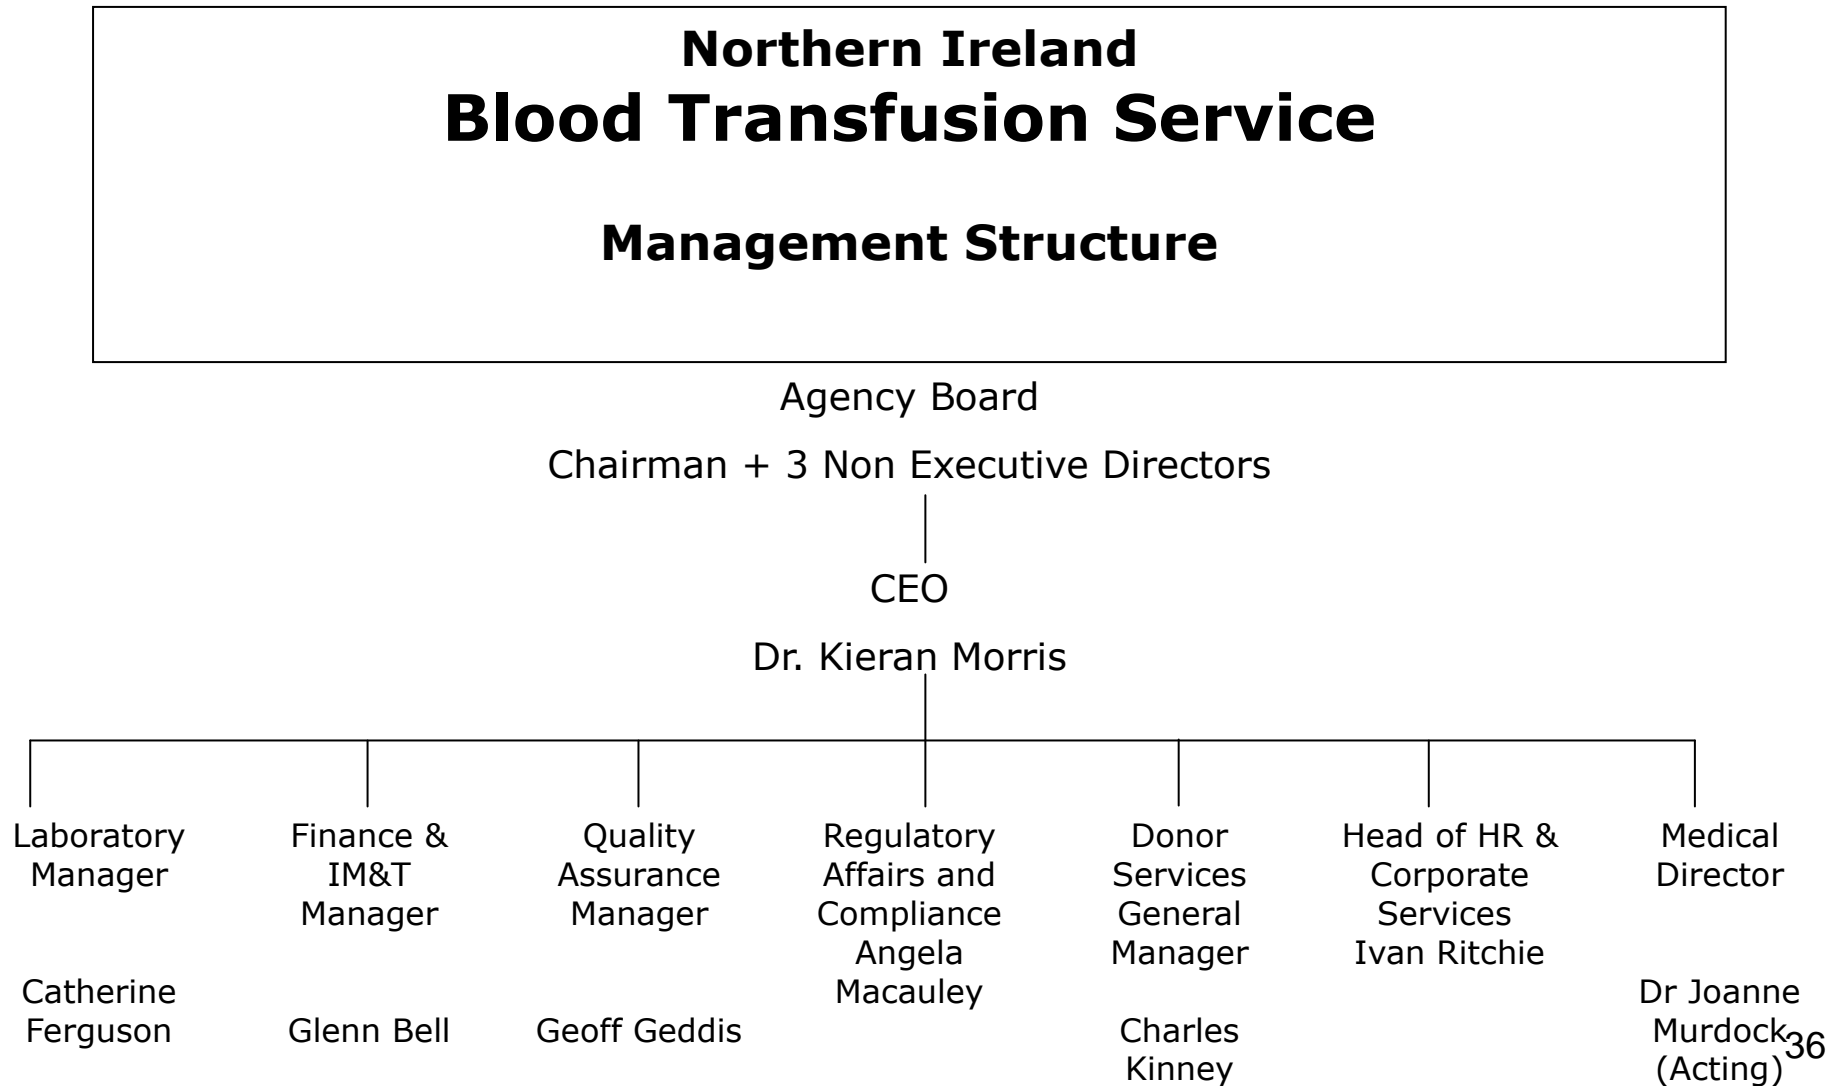 Northern Ireland
Blood Transfusion Service
Management Structure
Agency Board
Chairman + 3 Non Executive Directors
CEO
Dr. Kieran Morris
Laboratory
Manager
Catherine
Ferguson
Finance &
IM&T
Manager
Glenn Bell
Quality
Assurance
Manager
Geoff Geddis
Regulatory
Affairs and
Compliance
Angela
Macauley
Donor
Services
General
Manager
Charles
Kinney
Head of HR &
Corporate
Services
Ivan Ritchie
Medical
Director
Dr Joanne
Murdock
(Acting)
36